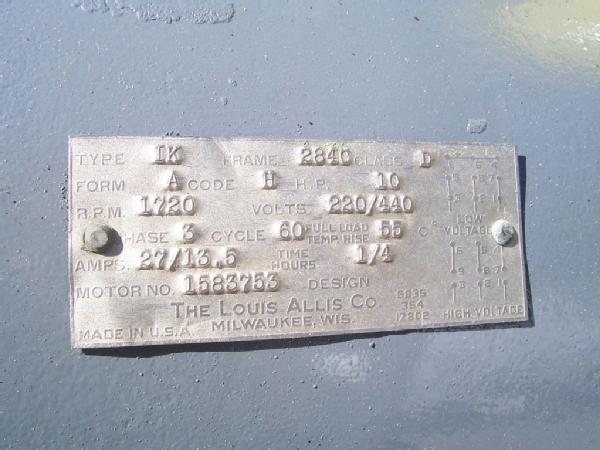 TYPE IK FRAME 284C CLASS D
FORM A CODE H H.P. 10
R.P.M. 1720 VOLTS 220/440
PHASE 3 CYCLE 60 FULL LOAD TEMP. RISE 55 C°
AMPS. 27/13.5 TIME HOURS 1/4
MOTOR NO. 1583753 DESIGN
THE LOUIS ALLIS CO.
MILWAUKEE, WIS.
MADE IN U.S.A.
LOW VOLTAGE
HIGH VOLTAGE